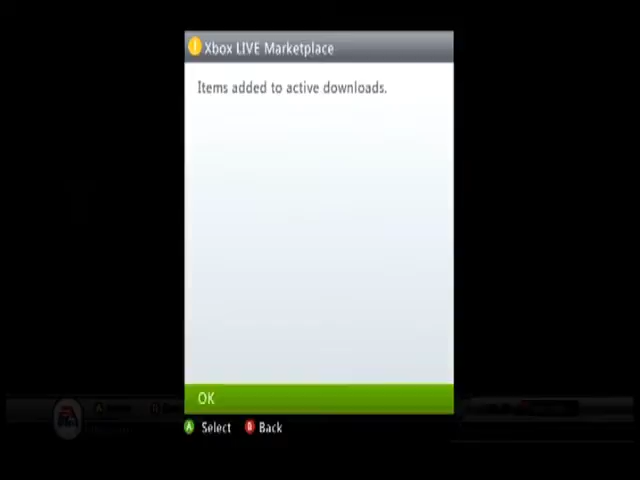 Xbox LIVE Marketplace
Items added to active downloads.
OK
A Select B Back